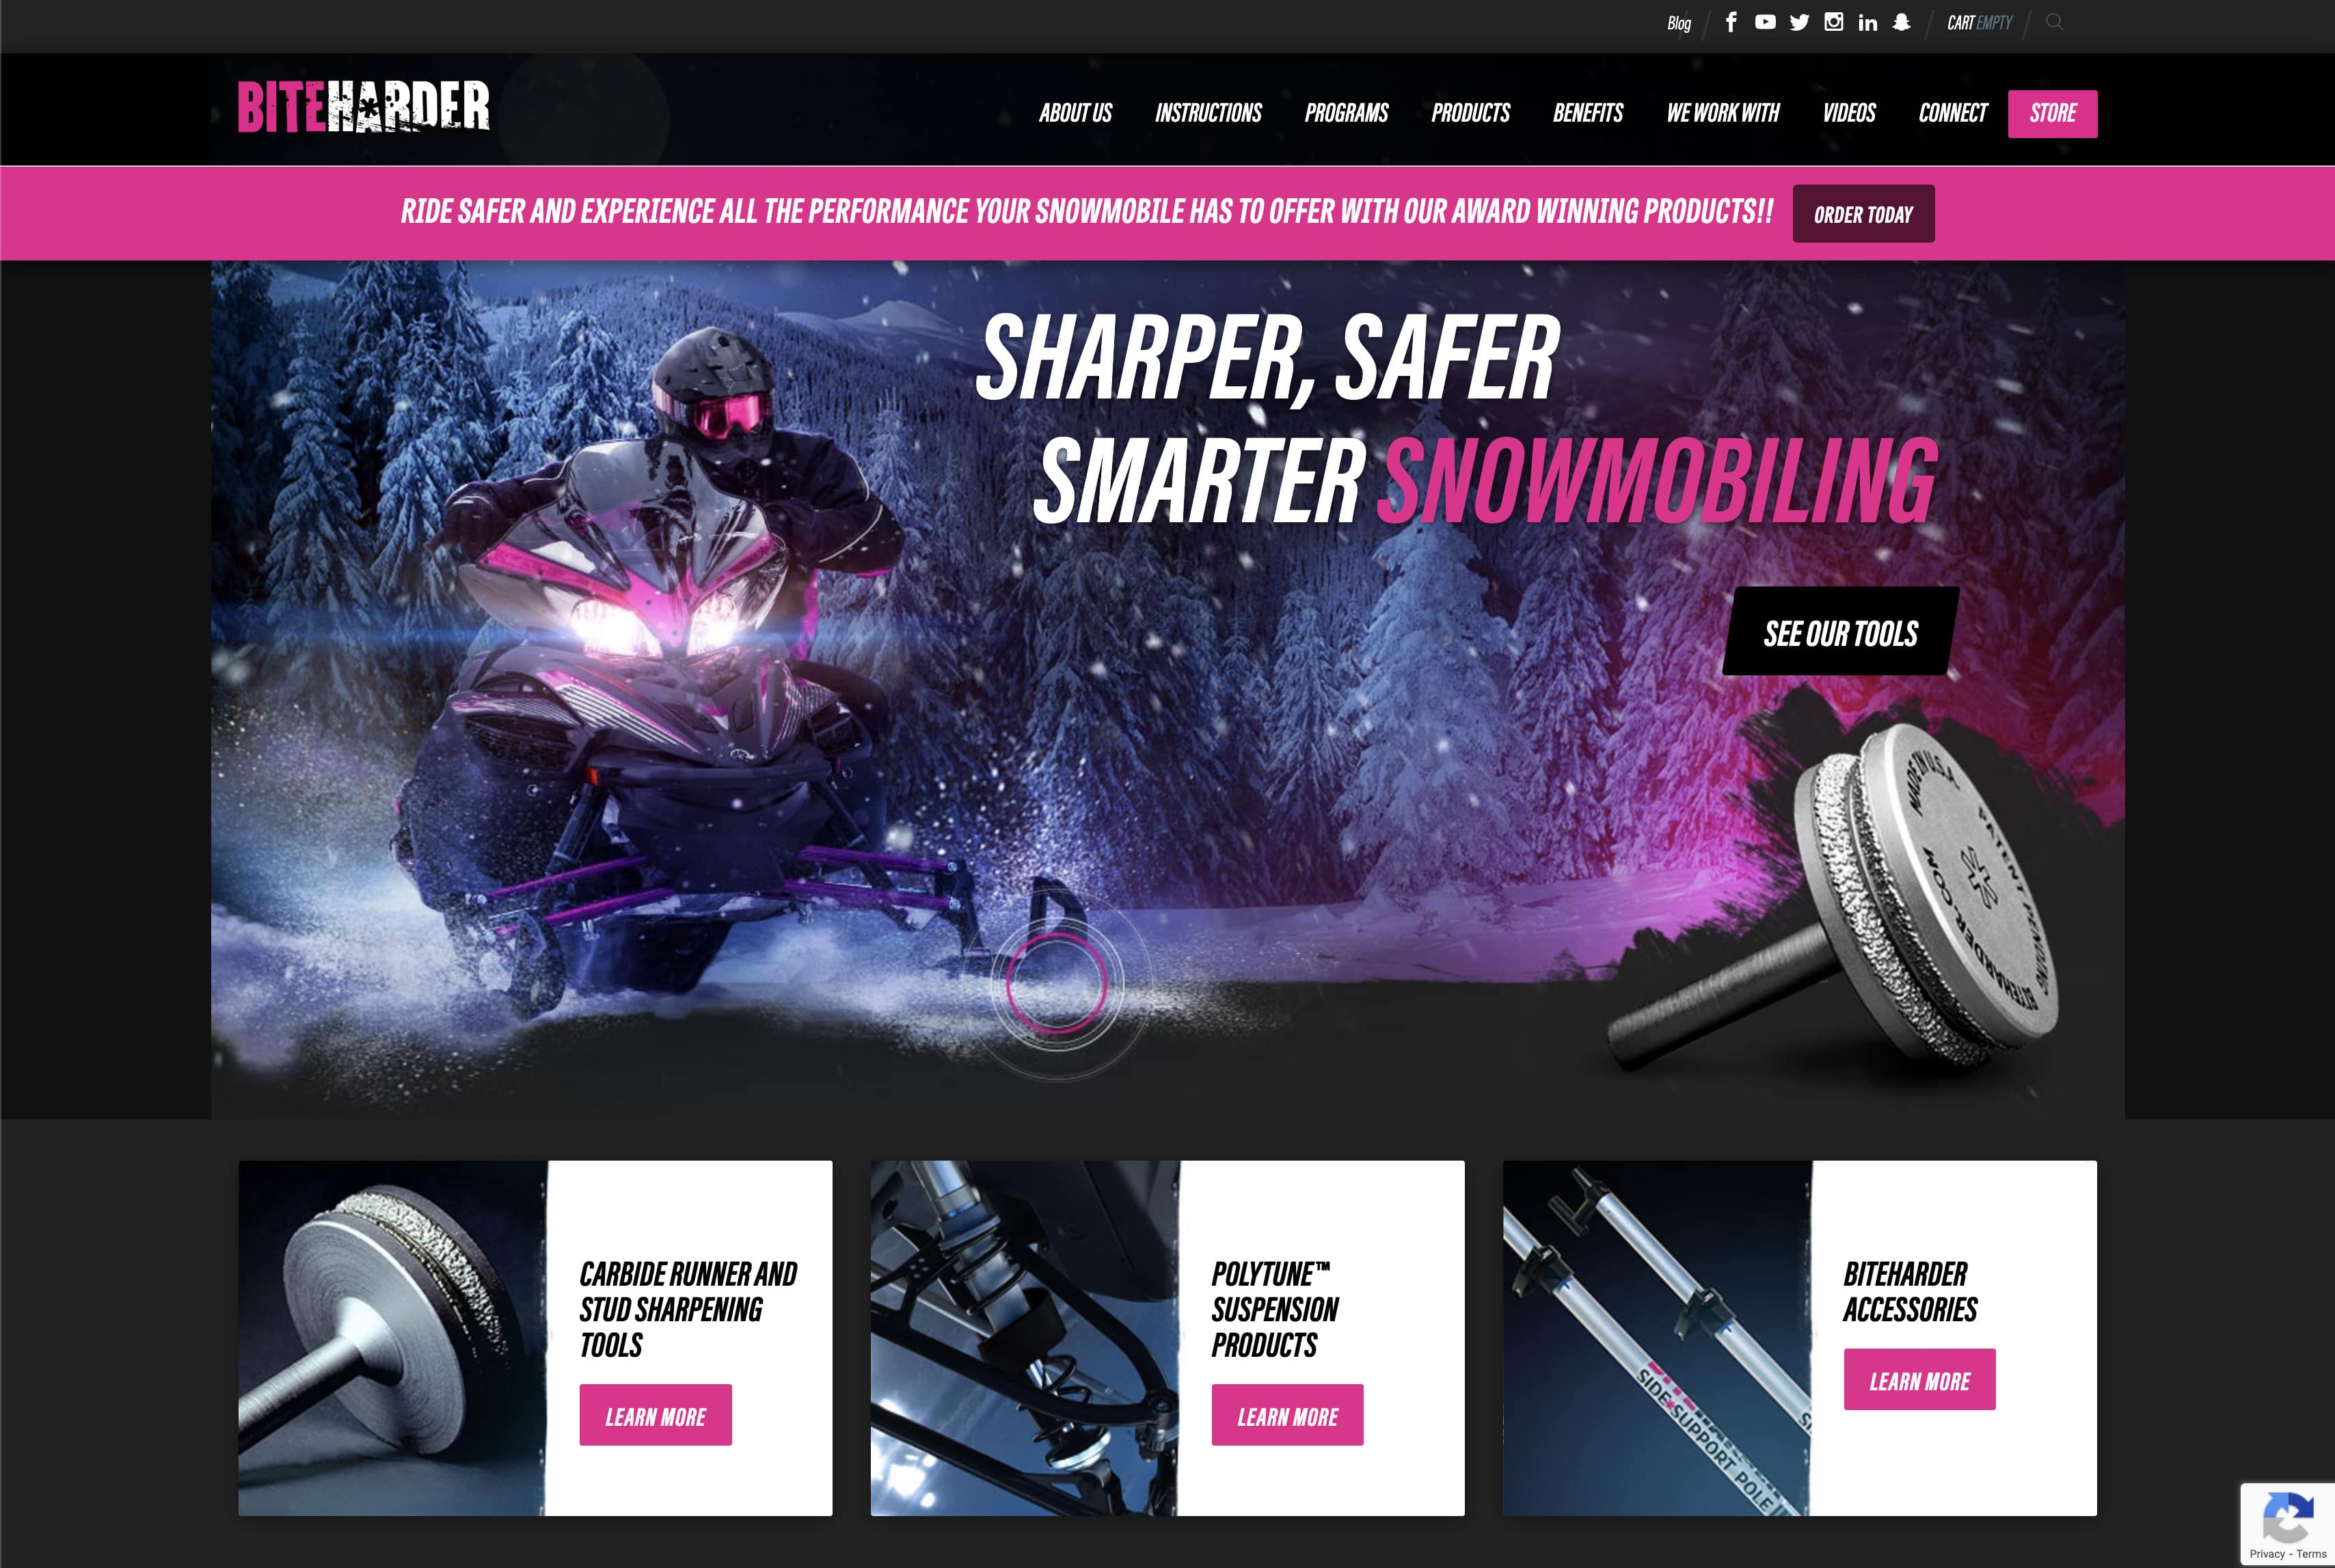 Blog
CART EMPTY
BITEHARDER
ABOUT US
INSTRUCTIONS
PROGRAMS
PRODUCTS
BENEFITS
WE WORK WITH
VIDEOS
CONNECT
STORE
RIDE SAFER AND EXPERIENCE ALL THE PERFORMANCE YOUR SNOWMOBILE HAS TO OFFER WITH OUR AWARD WINNING PRODUCTS!!
ORDER TODAY
SHARPER, SAFER
SMARTER SNOWMOBILING
SEE OUR TOOLS
MADE IN U.S.A
PATENT PENDING
BITEHARDER.COM
CARBIDE RUNNER AND
STUD SHARPENING
TOOLS
LEARN MORE
POLYTUNE™
SUSPENSION
PRODUCTS
LEARN MORE
SIDE SUPPORT POLE
BITEHARDER
ACCESSORIES
LEARN MORE
Privacy - Terms